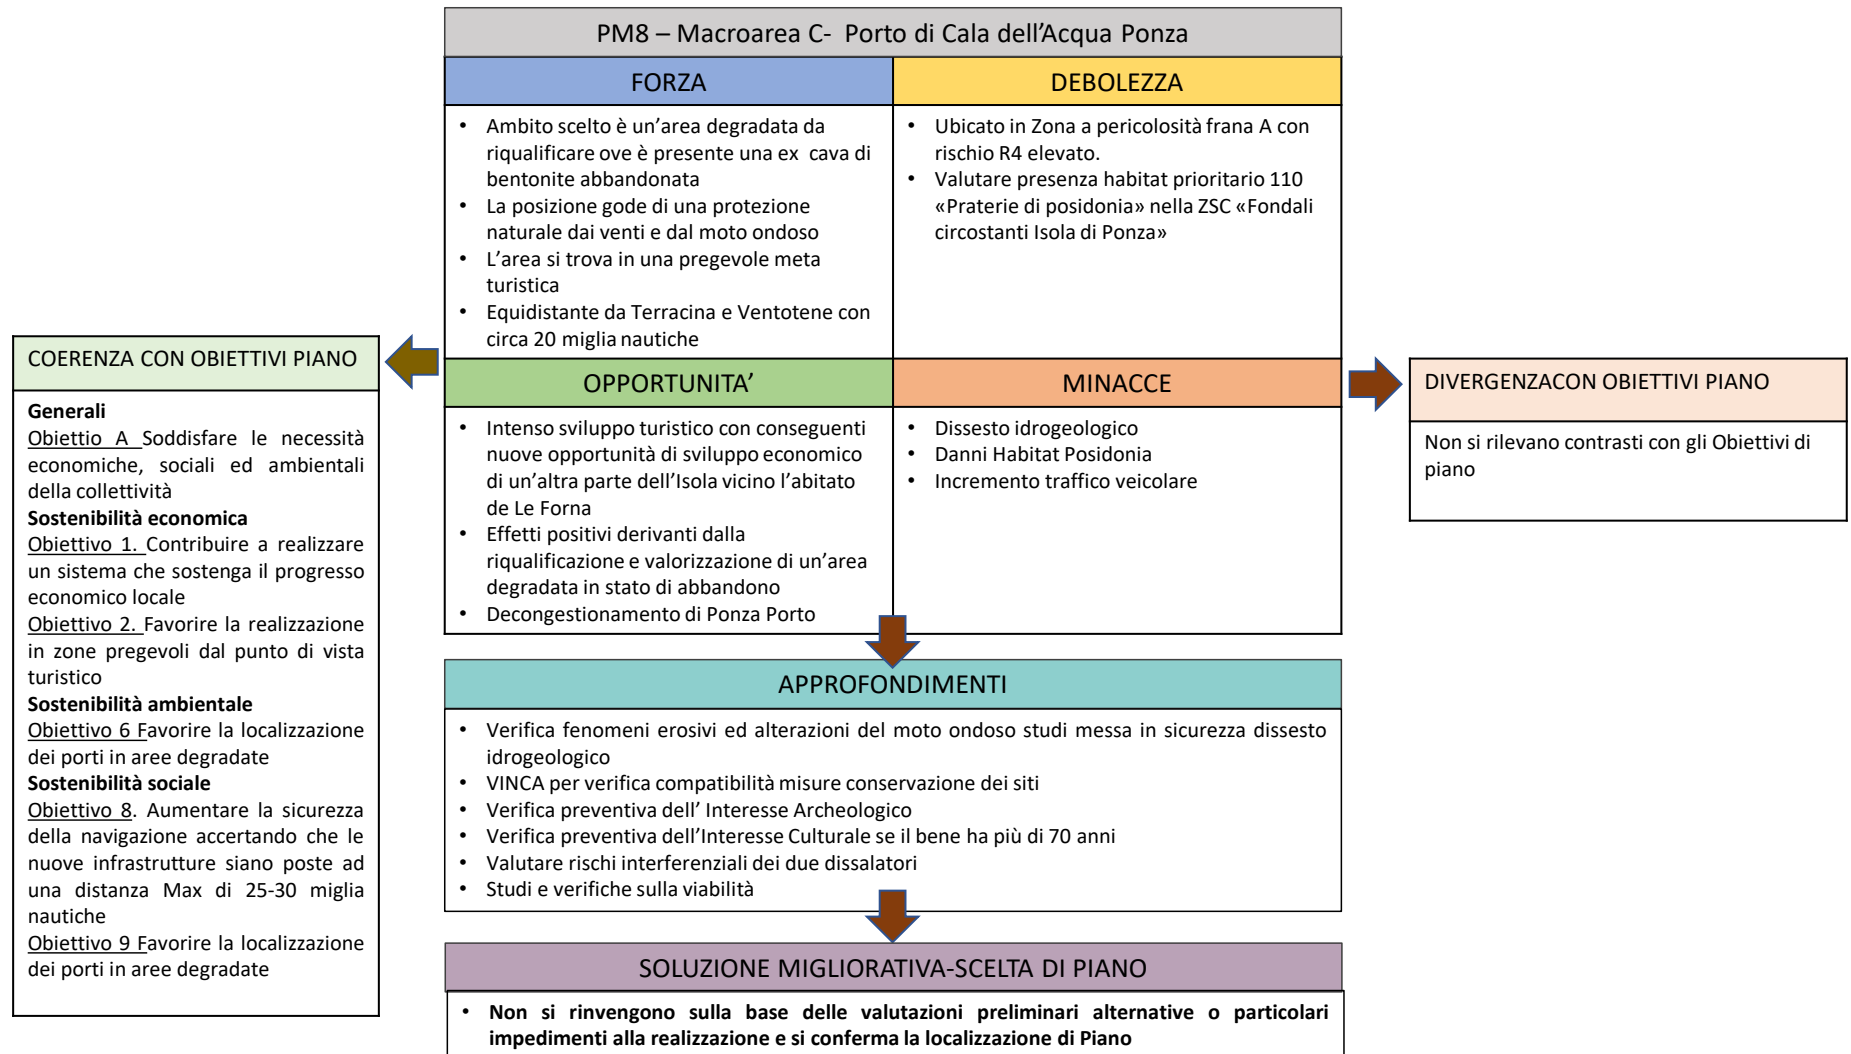 PM8 – Macroarea C- Porto di Cala dell'Acqua Ponza
FORZA
• Ambito scelto è un'area degradata da
riqualificare ove è presente una ex cava di
bentonite abbandonata
• La posizione gode di una protezione
naturale dai venti e dal moto ondoso
• L'area si trova in una pregevole meta
turistica
• Equidistante da Terracina e Ventotene con
circa 20 miglia nautiche
DEBOLEZZA
• Ubicato in Zona a pericolosità frana A con
rischio R4 elevato.
• Valutare presenza habitat prioritario 110
«Praterie di posidonia» nella ZSC «Fondali
circostanti Isola di Ponza»
OPPORTUNITA'
• Intenso sviluppo turistico con conseguenti
nuove opportunità di sviluppo economico
di un'altra parte dell'Isola vicino l'abitato
de Le Forna
• Effetti positivi derivanti dalla
riqualificazione e valorizzazione di un'area
degradata in stato di abbandono
• Decongestionamento di Ponza Porto
MINACCE
• Dissesto idrogeologico
• Danni Habitat Posidonia
• Incremento traffico veicolare
COERENZA CON OBIETTIVI PIANO
Generali
Obiettio A Soddisfare le necessità
economiche, sociali ed ambientali
della collettività
Sostenibilità economica
Obiettivo 1. Contribuire a realizzare
un sistema che sostenga il progresso
economico locale
Obiettivo 2. Favorire la realizzazione
in zone pregevoli dal punto di vista
turistico
Sostenibilità ambientale
Obiettivo 6 Favorire la localizzazione
dei porti in aree degradate
Sostenibilità sociale
Obiettivo 8. Aumentare la sicurezza
della navigazione accertando che le
nuove infrastrutture siano poste ad
una distanza Max di 25-30 miglia
nautiche
Obiettivo 9 Favorire la localizzazione
dei porti in aree degradate
DIVERGENZACON OBIETTIVI PIANO
Non si rilevano contrasti con gli Obiettivi di
piano
APPROFONDIMENTI
• Verifica fenomeni erosivi ed alterazioni del moto ondoso studi messa in sicurezza dissesto
idrogeologico
• VINCA per verifica compatibilità misure conservazione dei siti
• Verifica preventiva dell' Interesse Archeologico
• Verifica preventiva dell'Interesse Culturale se il bene ha più di 70 anni
• Valutare rischi interferenziali dei due dissalatori
• Studi e verifiche sulla viabilità
SOLUZIONE MIGLIORATIVA-SCELTA DI PIANO
• Non si rinvengono sulla base delle valutazioni preliminari alternative o particolari
impedimenti alla realizzazione e si conferma la localizzazione di Piano